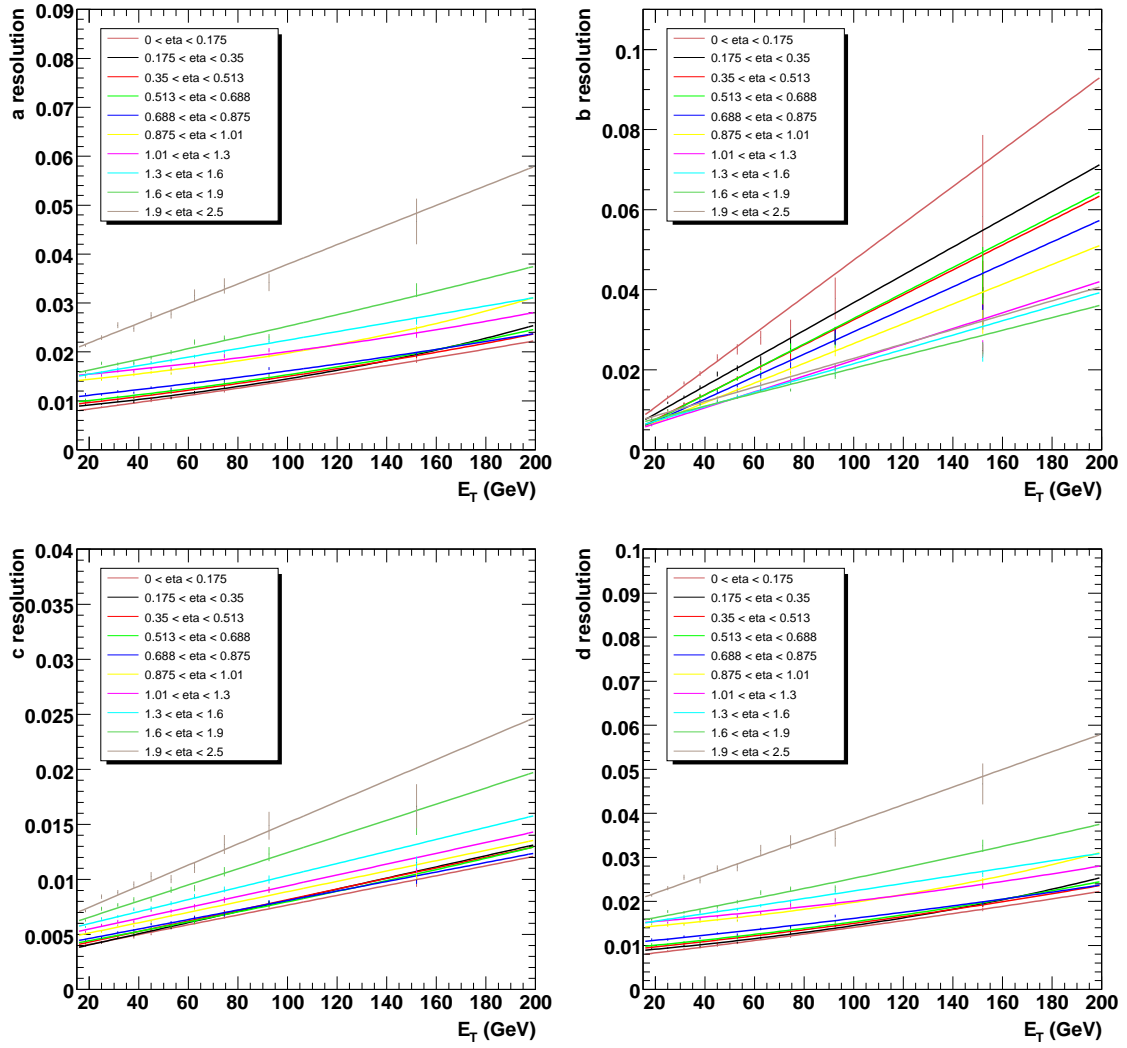 a resolution
0.09
0.08
0.07
0.06
0.05
0.04
0.03
0.02
0.01
0
0 < eta < 0.175
0.175 < eta < 0.35
0.35 < eta < 0.513
0.513 < eta < 0.688
0.688 < eta < 0.875
0.875 < eta < 1.01
1.01 < eta < 1.3
1.3 < eta < 1.6
1.6 < eta < 1.9
1.9 < eta < 2.5
20 40 60 80 100 120 140 160 180 200
E_T (GeV)
b resolution
0.1
0.08
0.06
0.04
0.02
0
0 < eta < 0.175
0.175 < eta < 0.35
0.35 < eta < 0.513
0.513 < eta < 0.688
0.688 < eta < 0.875
0.875 < eta < 1.01
1.01 < eta < 1.3
1.3 < eta < 1.6
1.6 < eta < 1.9
1.9 < eta < 2.5
20 40 60 80 100 120 140 160 180 200
E_T (GeV)
c resolution
0.04
0.035
0.03
0.025
0.02
0.015
0.01
0.005
0
0 < eta < 0.175
0.175 < eta < 0.35
0.35 < eta < 0.513
0.513 < eta < 0.688
0.688 < eta < 0.875
0.875 < eta < 1.01
1.01 < eta < 1.3
1.3 < eta < 1.6
1.6 < eta < 1.9
1.9 < eta < 2.5
20 40 60 80 100 120 140 160 180 200
E_T (GeV)
d resolution
0.1
0.09
0.08
0.07
0.06
0.05
0.04
0.03
0.02
0.01
0
0 < eta < 0.175
0.175 < eta < 0.35
0.35 < eta < 0.513
0.513 < eta < 0.688
0.688 < eta < 0.875
0.875 < eta < 1.01
1.01 < eta < 1.3
1.3 < eta < 1.6
1.6 < eta < 1.9
1.9 < eta < 2.5
20 40 60 80 100 120 140 160 180 200
E_T (GeV)